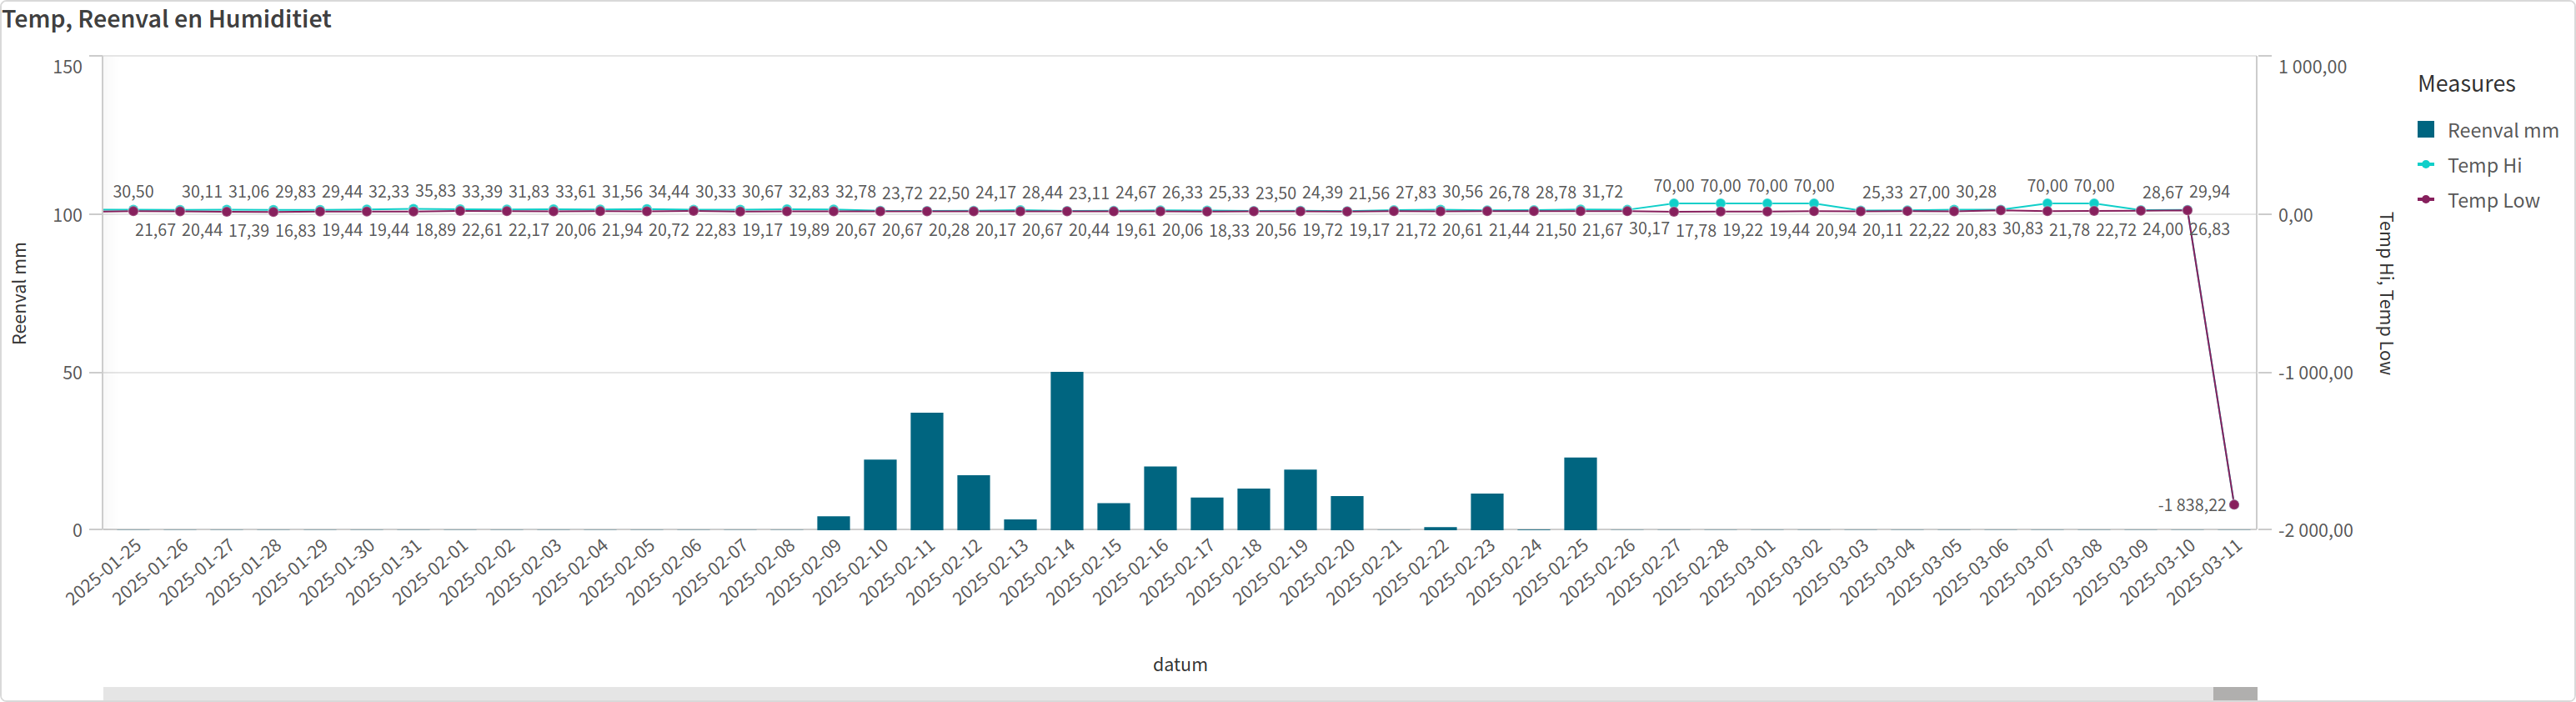 Temp, Reenval en Humiditiet
150
100
50
0
Reenval mm
1 000,00
0,00
-1 000,00
-2 000,00
Temp Hi, Temp Low
Measures
Reenval mm
Temp Hi
Temp Low
30,50 30,11 31,06 29,83 29,44 32,33 35,83 33,39 31,83 33,61 31,56 34,44 30,33 30,67 32,83 32,78 23,72 22,50 24,17 28,44 23,11 24,67 26,33 25,33 23,50 24,39 21,56 27,83 30,56 26,78 28,78 31,72 70,00 70,00 70,00 70,00 25,33 27,00 30,28 70,00 70,00 28,67 29,94
21,67 20,44 17,39 16,83 19,44 19,44 18,89 22,61 22,17 20,06 21,94 20,72 22,83 19,17 19,89 20,67 20,67 20,28 20,17 20,67 20,44 19,61 20,06 18,33 20,56 19,72 19,17 21,72 20,61 21,44 21,50 21,67 30,17 17,78 19,22 19,44 20,94 20,11 22,22 20,83 30,83 21,78 22,72 24,00 26,83
-1 838,22
2025-01-25 2025-01-26 2025-01-27 2025-01-28 2025-01-29 2025-01-30 2025-01-31 2025-02-01 2025-02-02 2025-02-03 2025-02-04 2025-02-05 2025-02-06 2025-02-07 2025-02-08 2025-02-09 2025-02-10 2025-02-11 2025-02-12 2025-02-13 2025-02-14 2025-02-15 2025-02-16 2025-02-17 2025-02-18 2025-02-19 2025-02-20 2025-02-21 2025-02-22 2025-02-23 2025-02-24 2025-02-25 2025-02-26 2025-02-27 2025-02-28 2025-03-01 2025-03-02 2025-03-03 2025-03-04 2025-03-05 2025-03-06 2025-03-07 2025-03-08 2025-03-09 2025-03-10 2025-03-11
datum